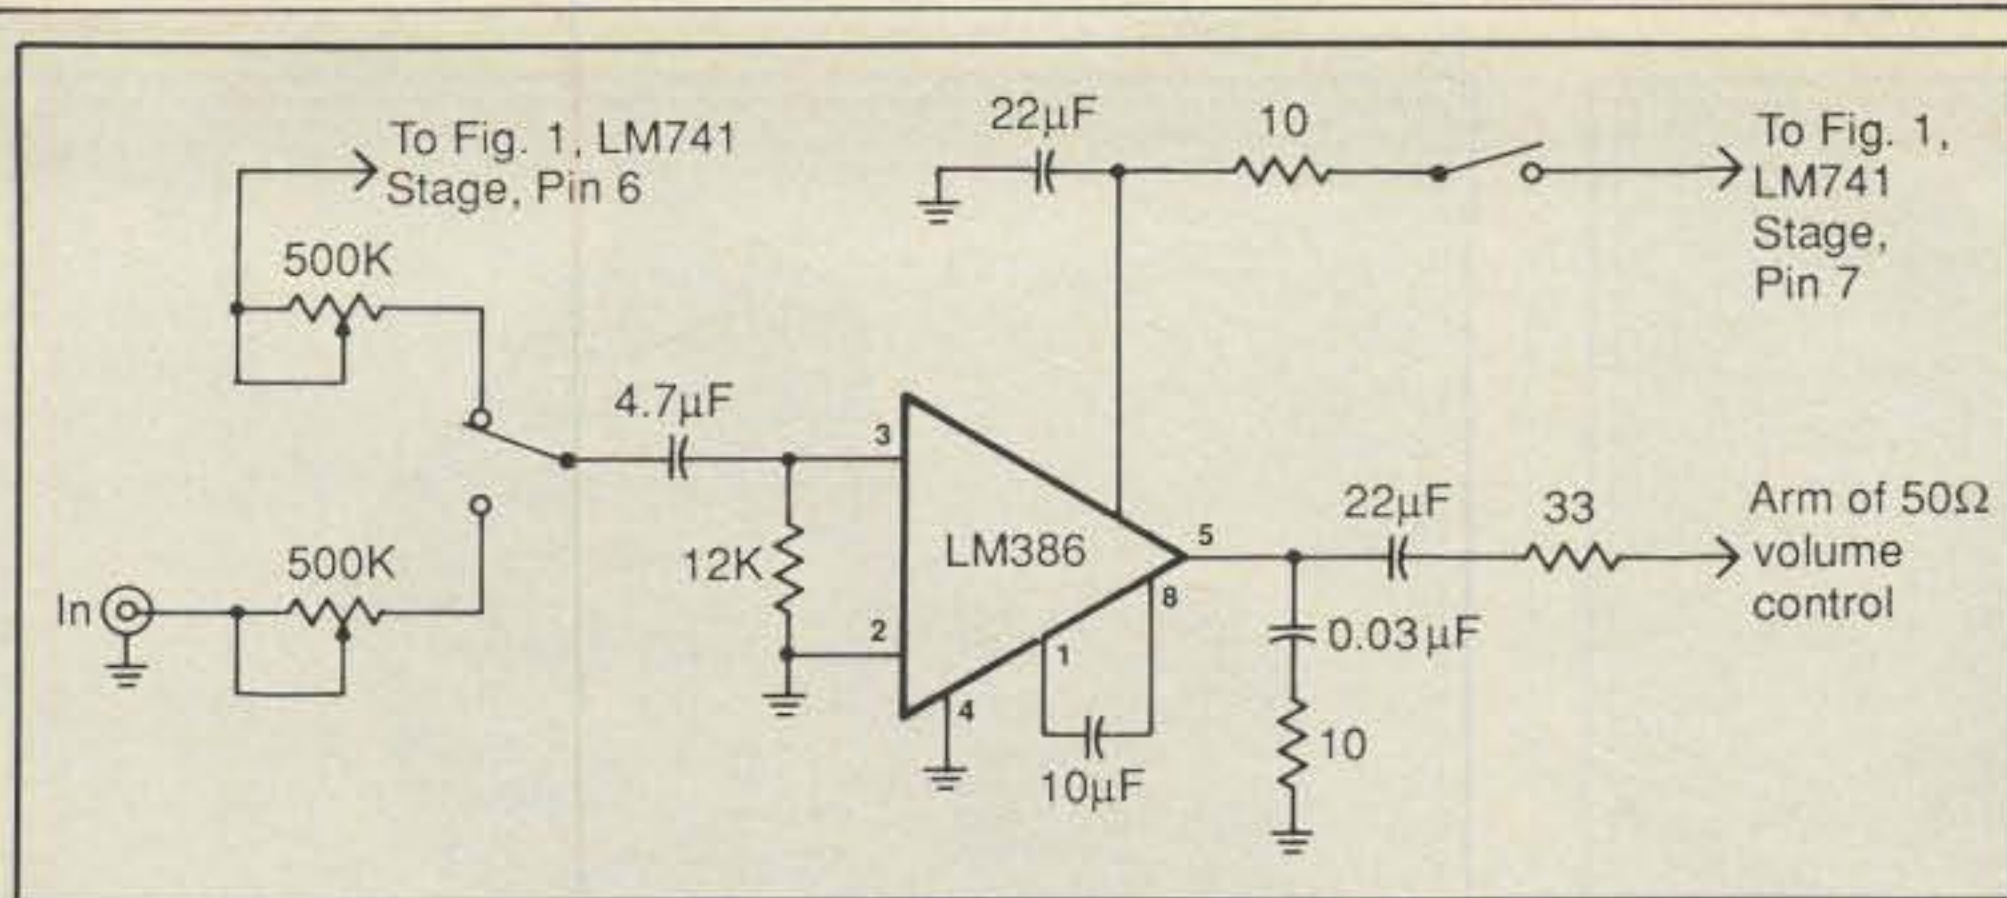 To Fig. 1, LM741
Stage, Pin 6
22µF
10
To Fig. 1,
LM741
Stage,
Pin 7
500K
4.7µF
3
12K
2
LM386
5
8
1
4
10µF
22µF
33
Arm of 50Ω
volume
control
In
500K
0.03µF
10